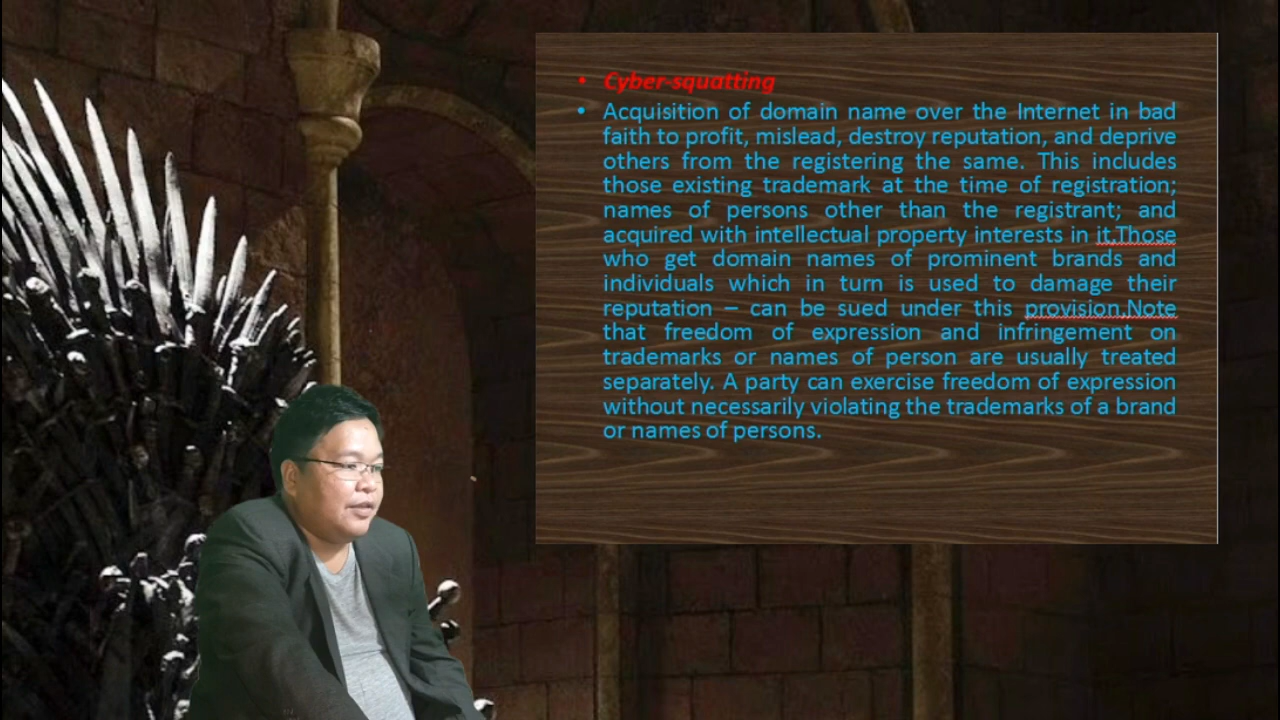 Cyber-squatting
Acquisition of domain name over the Internet in bad
faith to profit, mislead, destroy reputation, and deprive
others from the registering the same. This includes
those existing trademark at the time of registration;
names of persons other than the registrant; and
acquired with intellectual property interests in it.Those
who get domain names of prominent brands and
individuals which in turn is used to damage their
reputation – can be sued under this provision.Note
that freedom of expression and infringement on
trademarks or names of person are usually treated
separately. A party can exercise freedom of expression
without necessarily violating the trademarks of a brand
or names of persons.